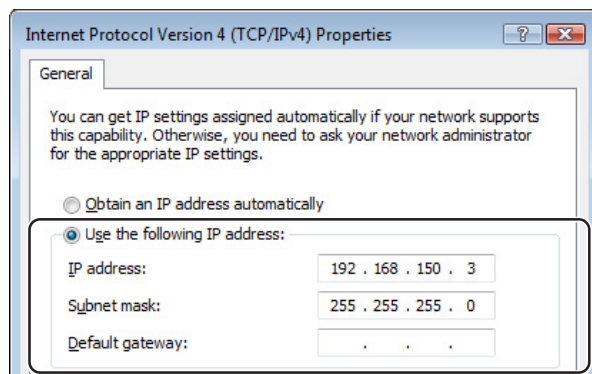 Internet Protocol Version 4 (TCP/IPv4) Properties
General
You can get IP settings assigned automatically if your network supports
this capability. Otherwise, you need to ask your network administrator
for the appropriate IP settings.
Obtain an IP address automatically
Use the following IP address:
IP address: 192 . 168 . 150 . 3
Subnet mask: 255 . 255 . 255 . 0
Default gateway: . . .